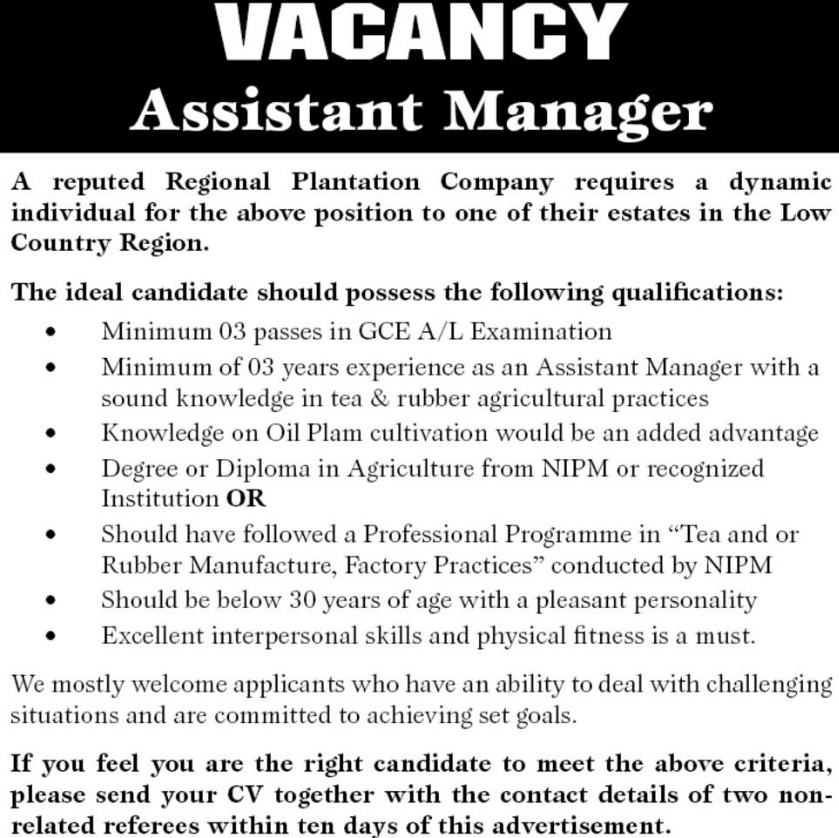 VACANCY
Assistant Manager
A reputed Regional Plantation Company requires a dynamic
individual for the above position to one of their estates in the Low
Country Region.
The ideal candidate should possess the following qualifications:
• Minimum 03 passes in GCE A/L Examination
• Minimum of 03 years experience as an Assistant Manager with a
sound knowledge in tea & rubber agricultural practices
• Knowledge on Oil Plam cultivation would be an added advantage
• Degree or Diploma in Agriculture from NIPM or recognized
Institution OR
• Should have followed a Professional Programme in “Tea and or
Rubber Manufacture, Factory Practices” conducted by NIPM
• Should be below 30 years of age with a pleasant personality
• Excellent interpersonal skills and physical fitness is a must.
We mostly welcome applicants who have an ability to deal with challenging
situations and are committed to achieving set goals.
If you feel you are the right candidate to meet the above criteria,
please send your CV together with the contact details of two non-
related referees within ten days of this advertisement.